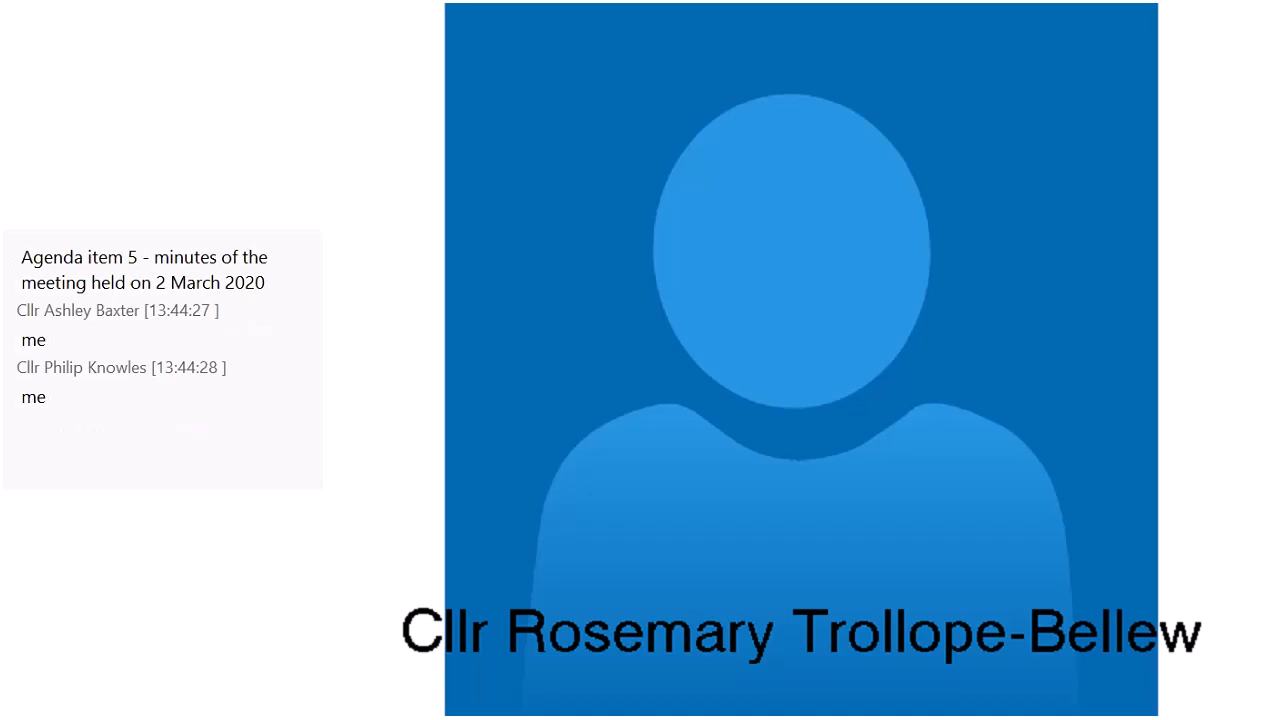 Agenda item 5 - minutes of the
meeting held on 2 March 2020
Cllr Ashley Baxter [13:44:27 ]
me
Cllr Philip Knowles [13:44:28 ]
me
Cllr Rosemary Trollope-Bellew